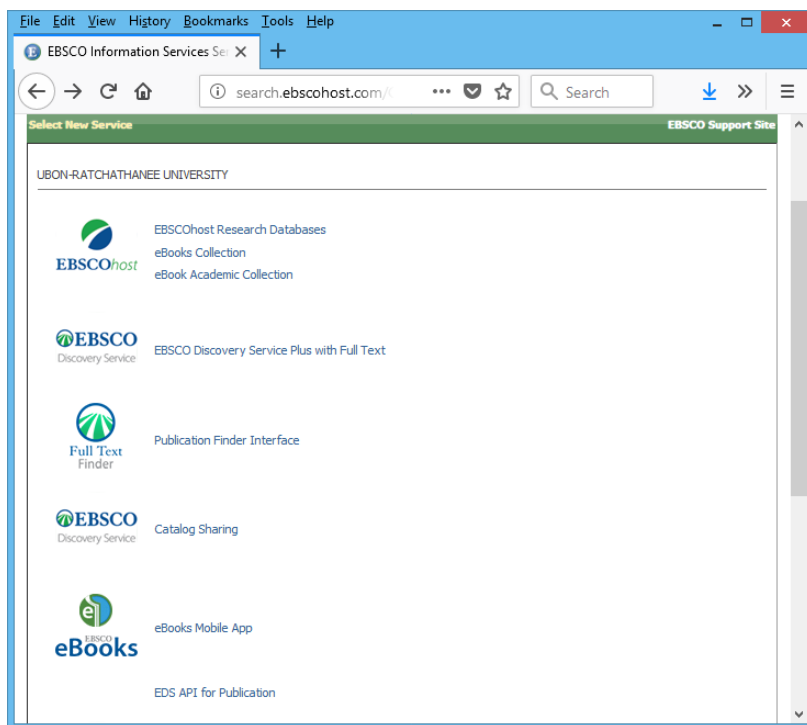 File Edit View History Bookmarks Tools Help
EBSCO Information Services Se
search.ebscohost.com/
Search
Select New Service EBSCO Support Site
UBON-RATCHATHANEE UNIVERSITY
EBSCOhost
EBSCOhost Research Databases
eBooks Collection
eBook Academic Collection
EBSCO
Discovery Service
EBSCO Discovery Service Plus with Full Text
Full Text
Finder
Publication Finder Interface
EBSCO
Discovery Service
Catalog Sharing
EBSCO
eBooks
eBooks Mobile App
EDS API for Publication